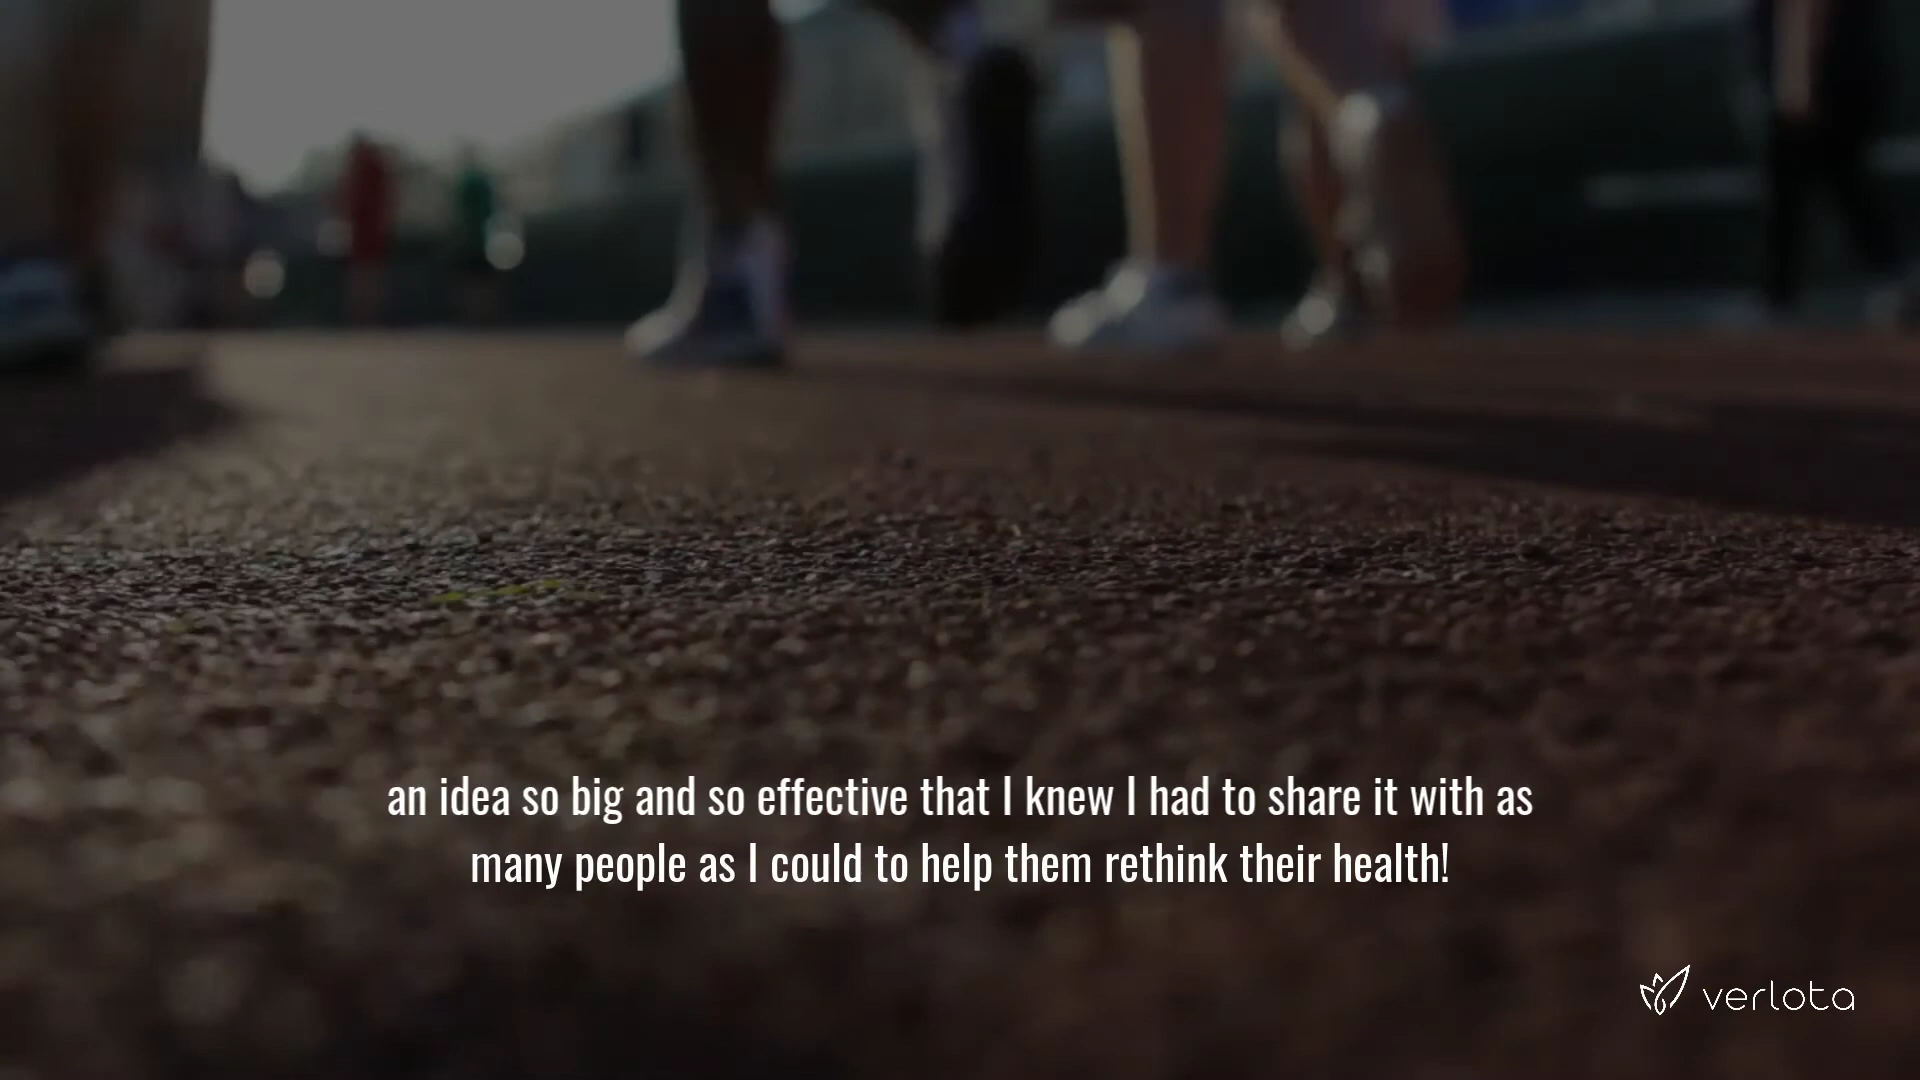 an idea so big and so effective that I knew I had to share it with as
many people as I could to help them rethink their health!
verlota